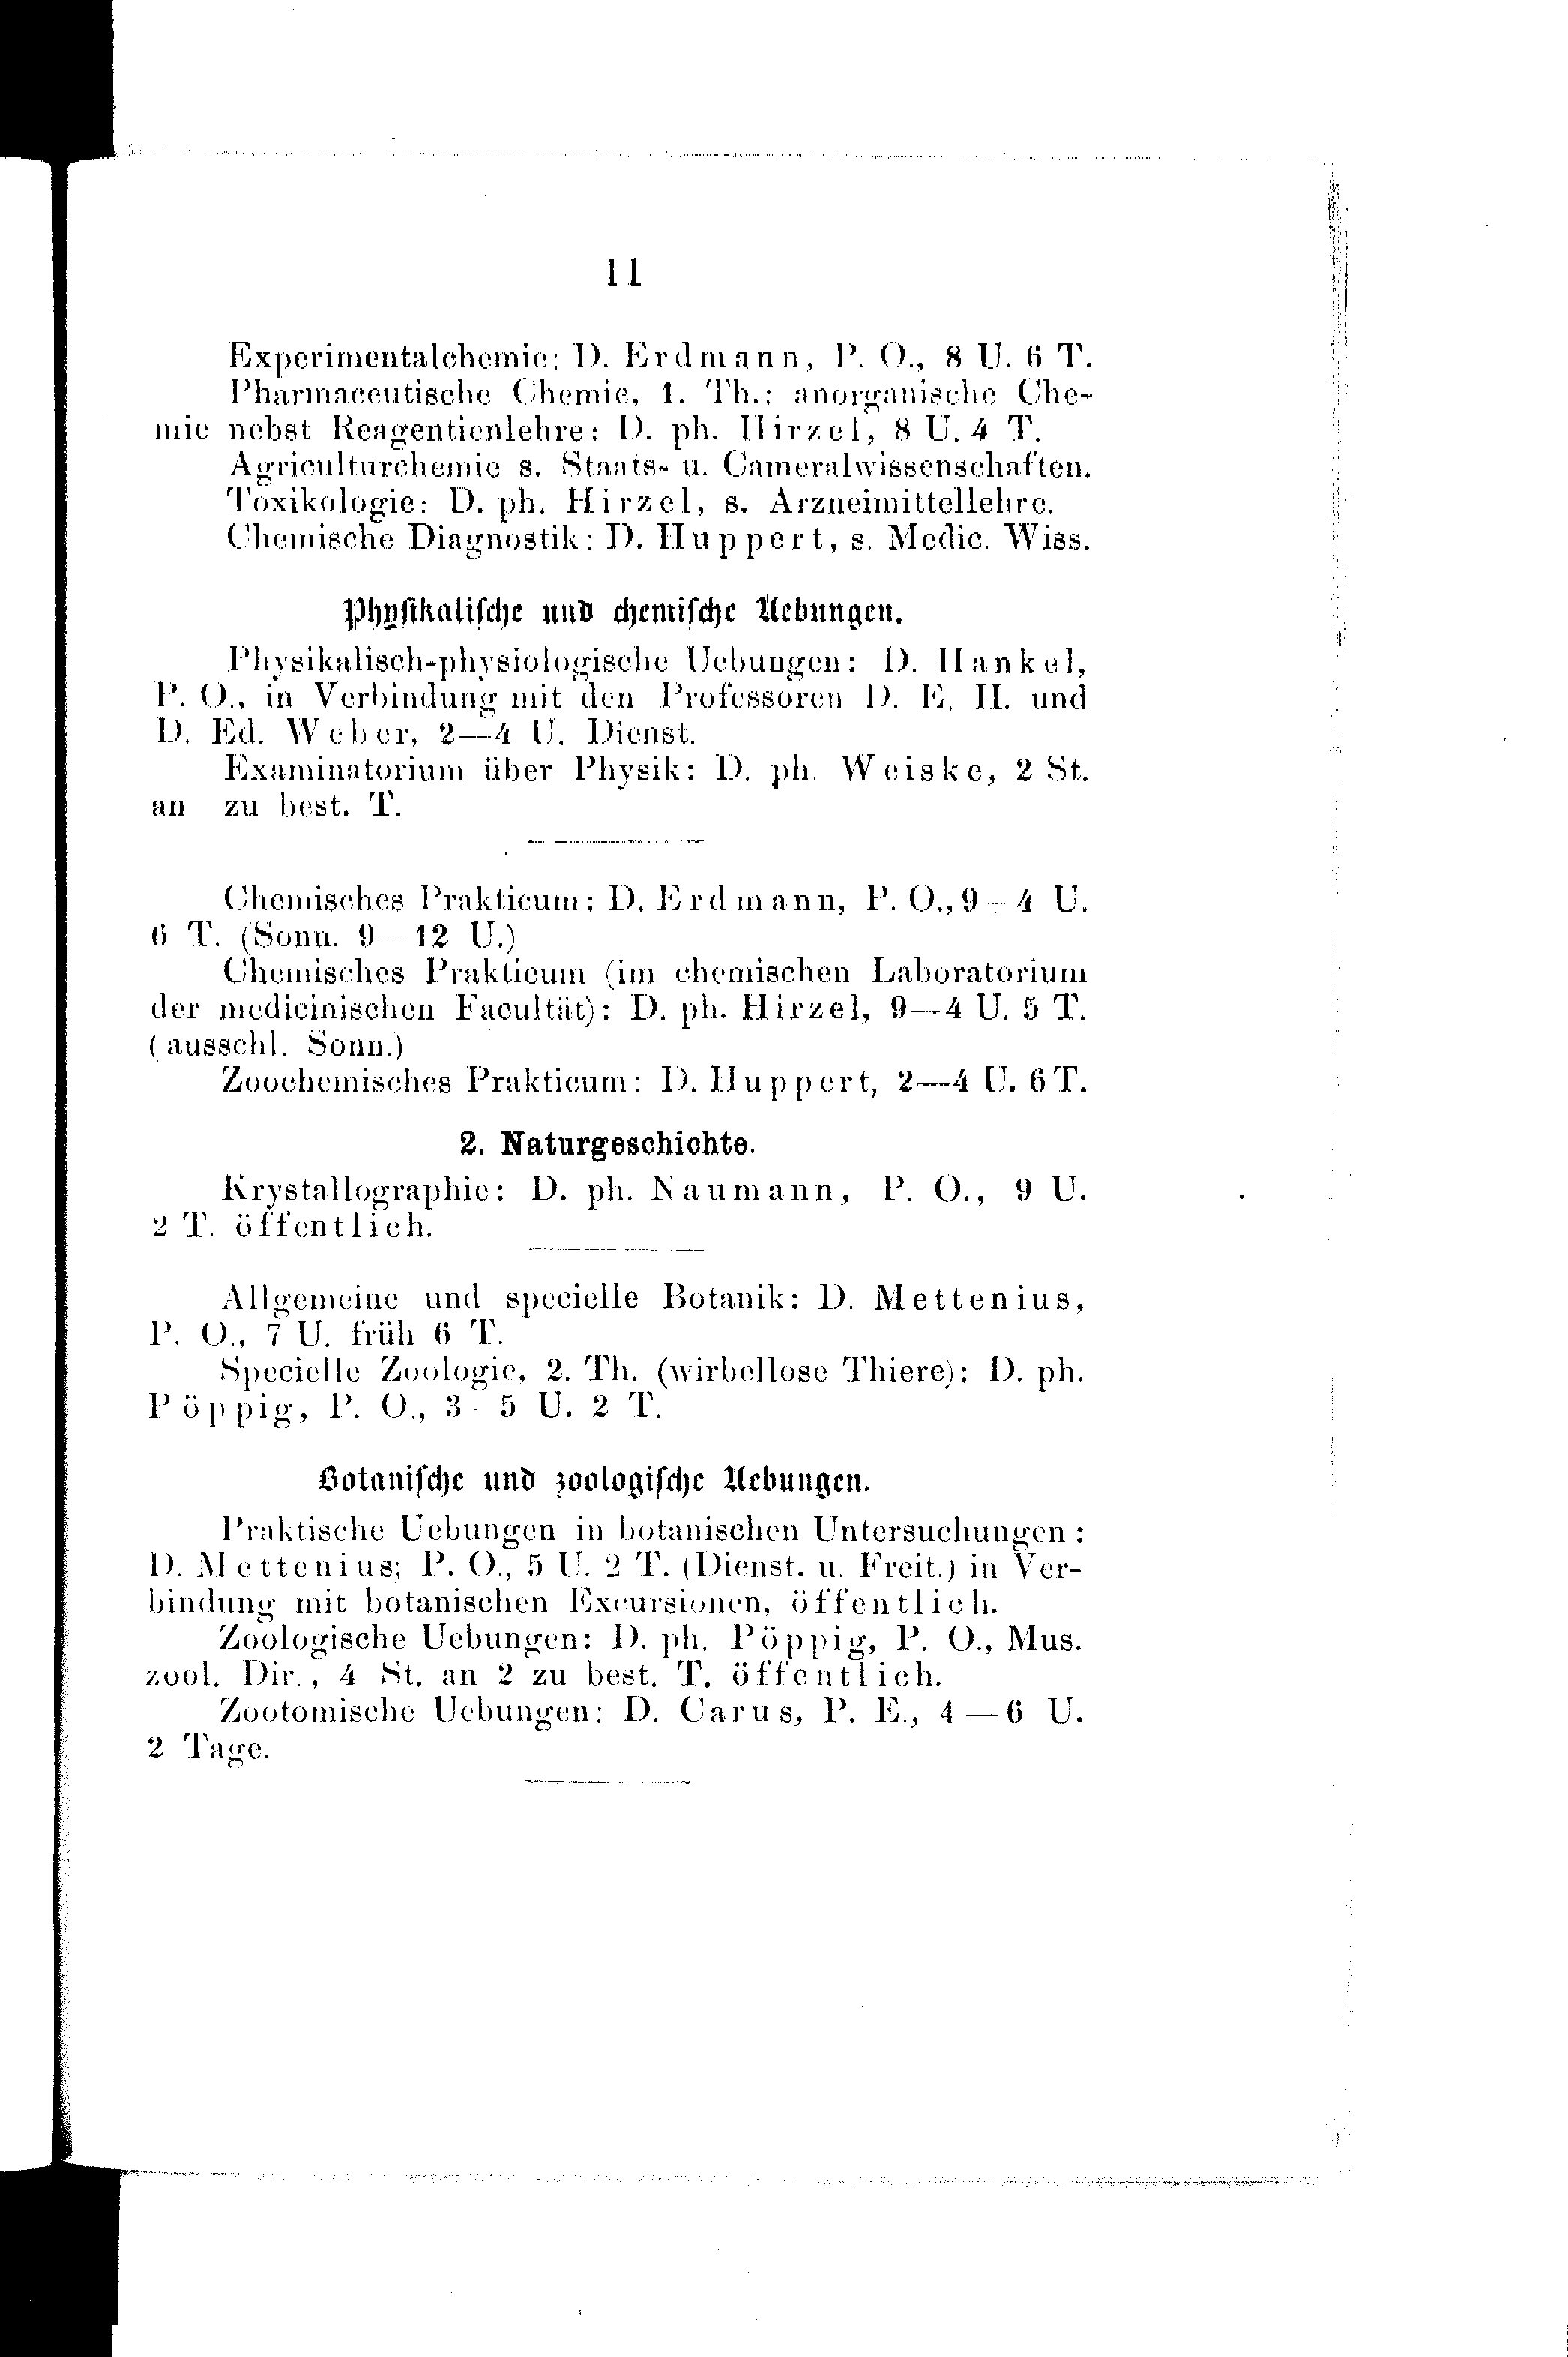 11
Experimentalchemie: D. Erdmann, P. O., 8 U. 6 T.
Pharmaceutische Chemie, 1. Th.: anorganische Che-
mie nebst Reagentienlehre: D. ph. Hirzel, 8 U. 4 T.
Agriculturchemie s. Staats- u. Cameralwissenschaften.
Toxikologie: D. ph. Hirzel, s. Arzneimittellehre.
Chemische Diagnostik: D. Huppert, s. Medic. Wiss.
Physikalische und chemische Uebungen.
Physikalisch-physiologische Uebungen: D. Hankel,
P. O., in Verbindung mit den Professoren D. E. H. und
D. Ed. Weber, 2—4 U. Dienst.
Examinatorium über Physik: D. ph. Weiske, 2 St.
an zu best. T.
Chemisches Prakticum: D. Erdmann, P. O., 9–4 U.
6 T. (Sonn. 9–12 U.)
Chemisches Prakticum (im chemischen Laboratorium
der medicinischen Facultät): D. ph. Hirzel, 9—4 U. 5 T.
(ausschl. Sonn.)
Zoochemisches Prakticum: D. Huppert, 2—4 U. 6 T.
2. Naturgeschichte.
Krystallographie: D. ph. Naumann, P. O., 9 U.
2 T. öffentlich.
Allgemeine und specielle Botanik: D. Mettenius,
P. O., 7 U. früh 6 T.
Specielle Zoologie, 2. Th. (wirbellose Thiere): D. ph.
Pöppig, P. O., 3-5 U. 2 T.
Botanische und zoologische Uebungen.
Praktische Uebungen in botanischen Untersuchungen:
D. Mettenius; P. O., 5 U. 2 T. (Dienst. u. Freit.) in Ver-
bindung mit botanischen Excursionen, öffentlich.
Zoologische Uebungen: D. ph. Pöppig, P. O., Mus.
zool. Dir., 4 St. an 2 zu best. T. öffentlich.
Zootomische Uebungen: D. Carus, P. E., 4—6 U.
2 Tage.